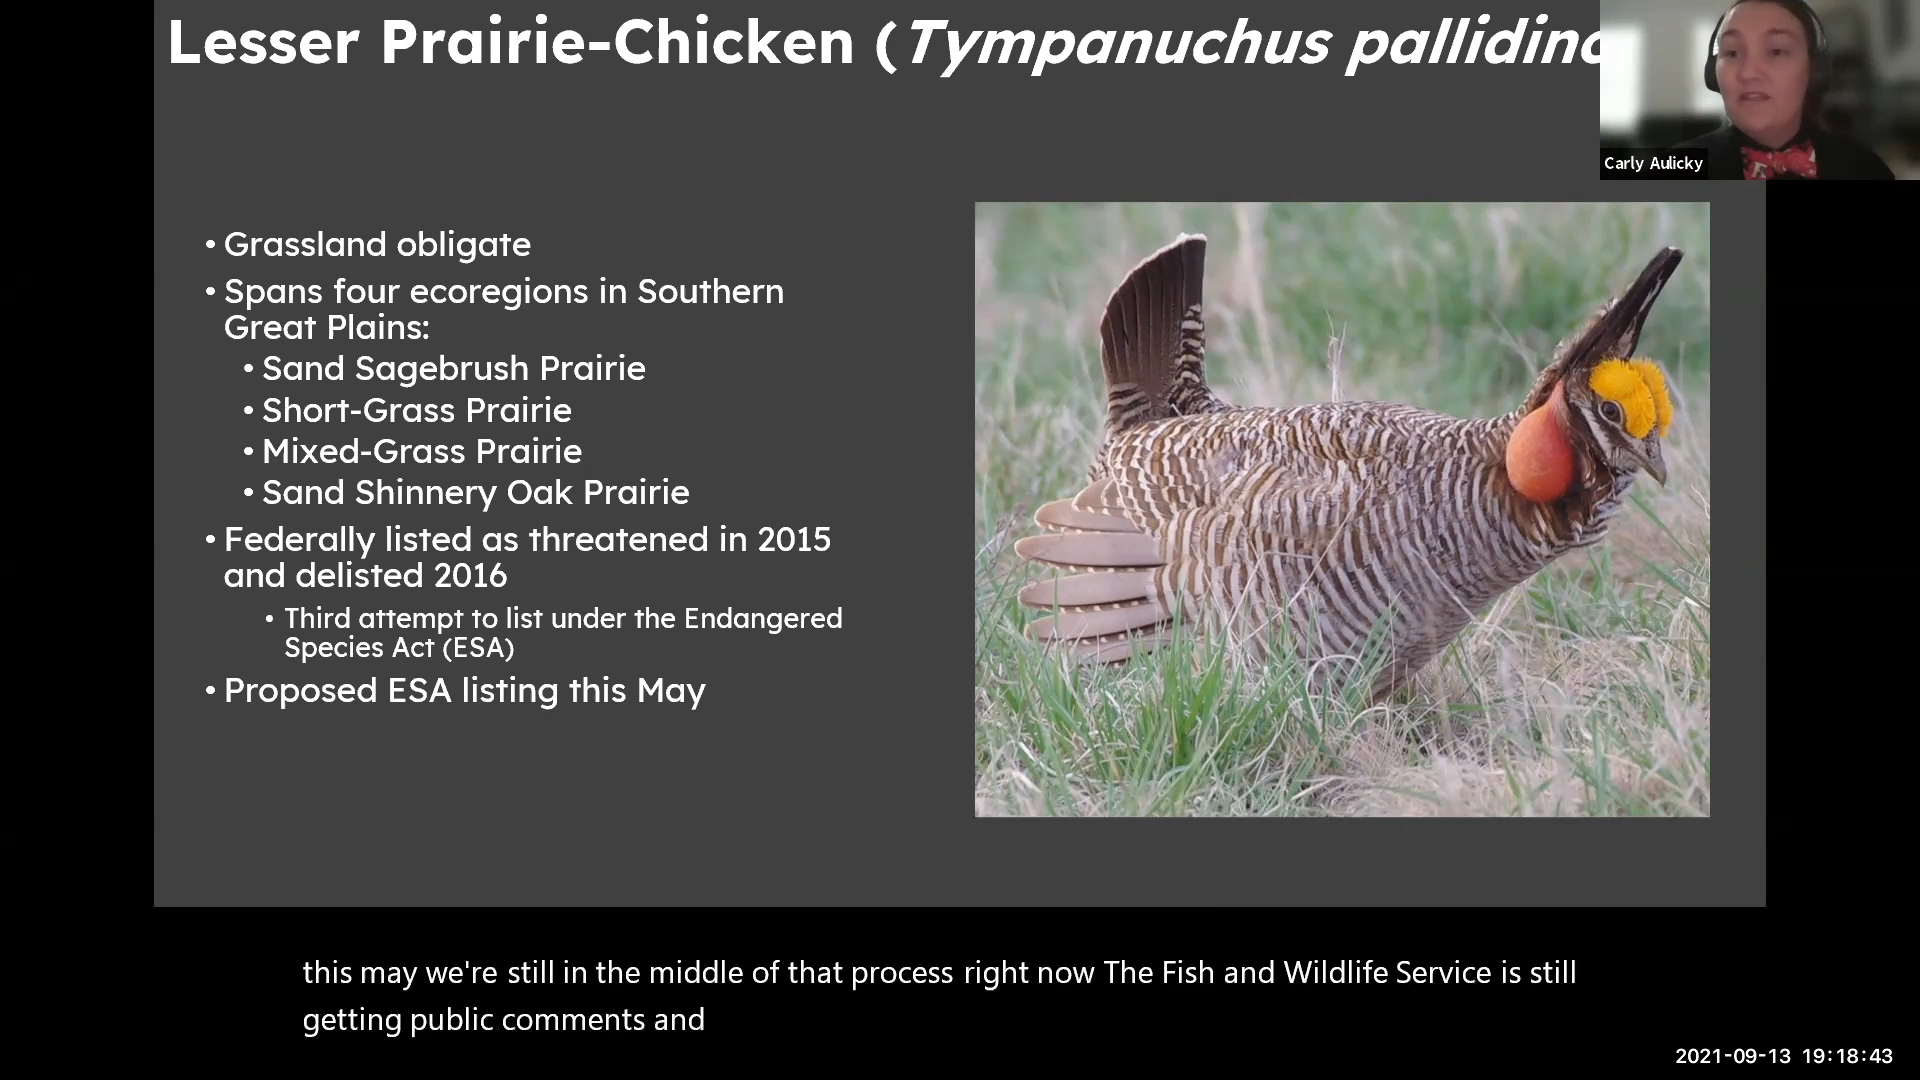 Lesser Prairie-Chicken (Tympanuchus
Carly Aulicky
• Grassland obligate
• Spans four ecoregions in Southern
Great Plains:
• Sand Sagebrush Prairie
• Short-Grass Prairie
• Mixed-Grass Prairie
• Sand Shinnery Oak Prairie
• Federally listed as threatened in 2015
and delisted 2016
• Third attempt to list under the Endangered
Species Act (ESA)
• Proposed ESA listing this May
this may we're still in the middle of that process right now The Fish and Wildlife Service is still
getting public comments and
2021-09-13 19:18:43